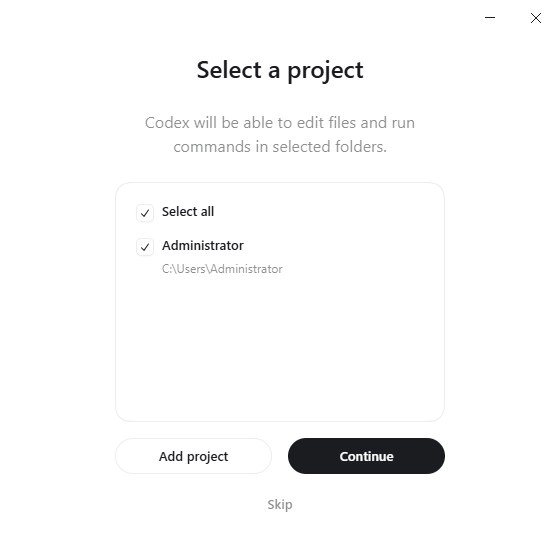 Select a project
Codex will be able to edit files and run
commands in selected folders.
Select all
Administrator
C:\Users\Administrator
Add project
Continue
Skip